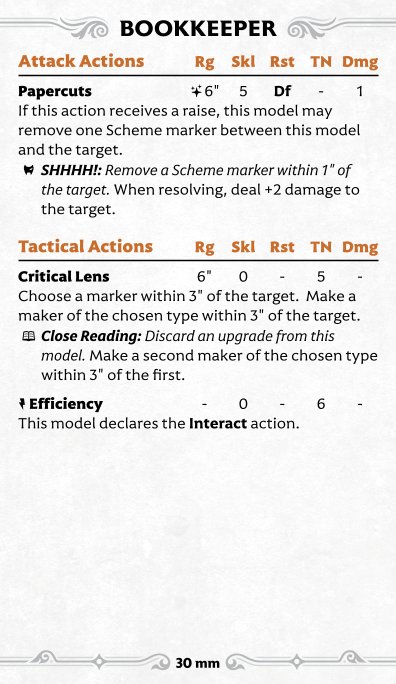 BOOKKEEPER
Attack Actions Rg Skl Rst TN Dmg
Papercuts 6" 5 Df - 1
If this action receives a raise, this model may
remove one Scheme marker between this model
and the target.
SHHHH!: Remove a Scheme marker within 1" of
the target. When resolving, deal +2 damage to
the target.
Tactical Actions Rg Skl Rst TN Dmg
Critical Lens 6" 0 - 5 -
Choose a marker within 3" of the target. Make a
maker of the chosen type within 3" of the target.
Close Reading: Discard an upgrade from this
model. Make a second maker of the chosen type
within 3" of the first.
Efficiency - 0 - 6 -
This model declares the Interact action.
30 mm